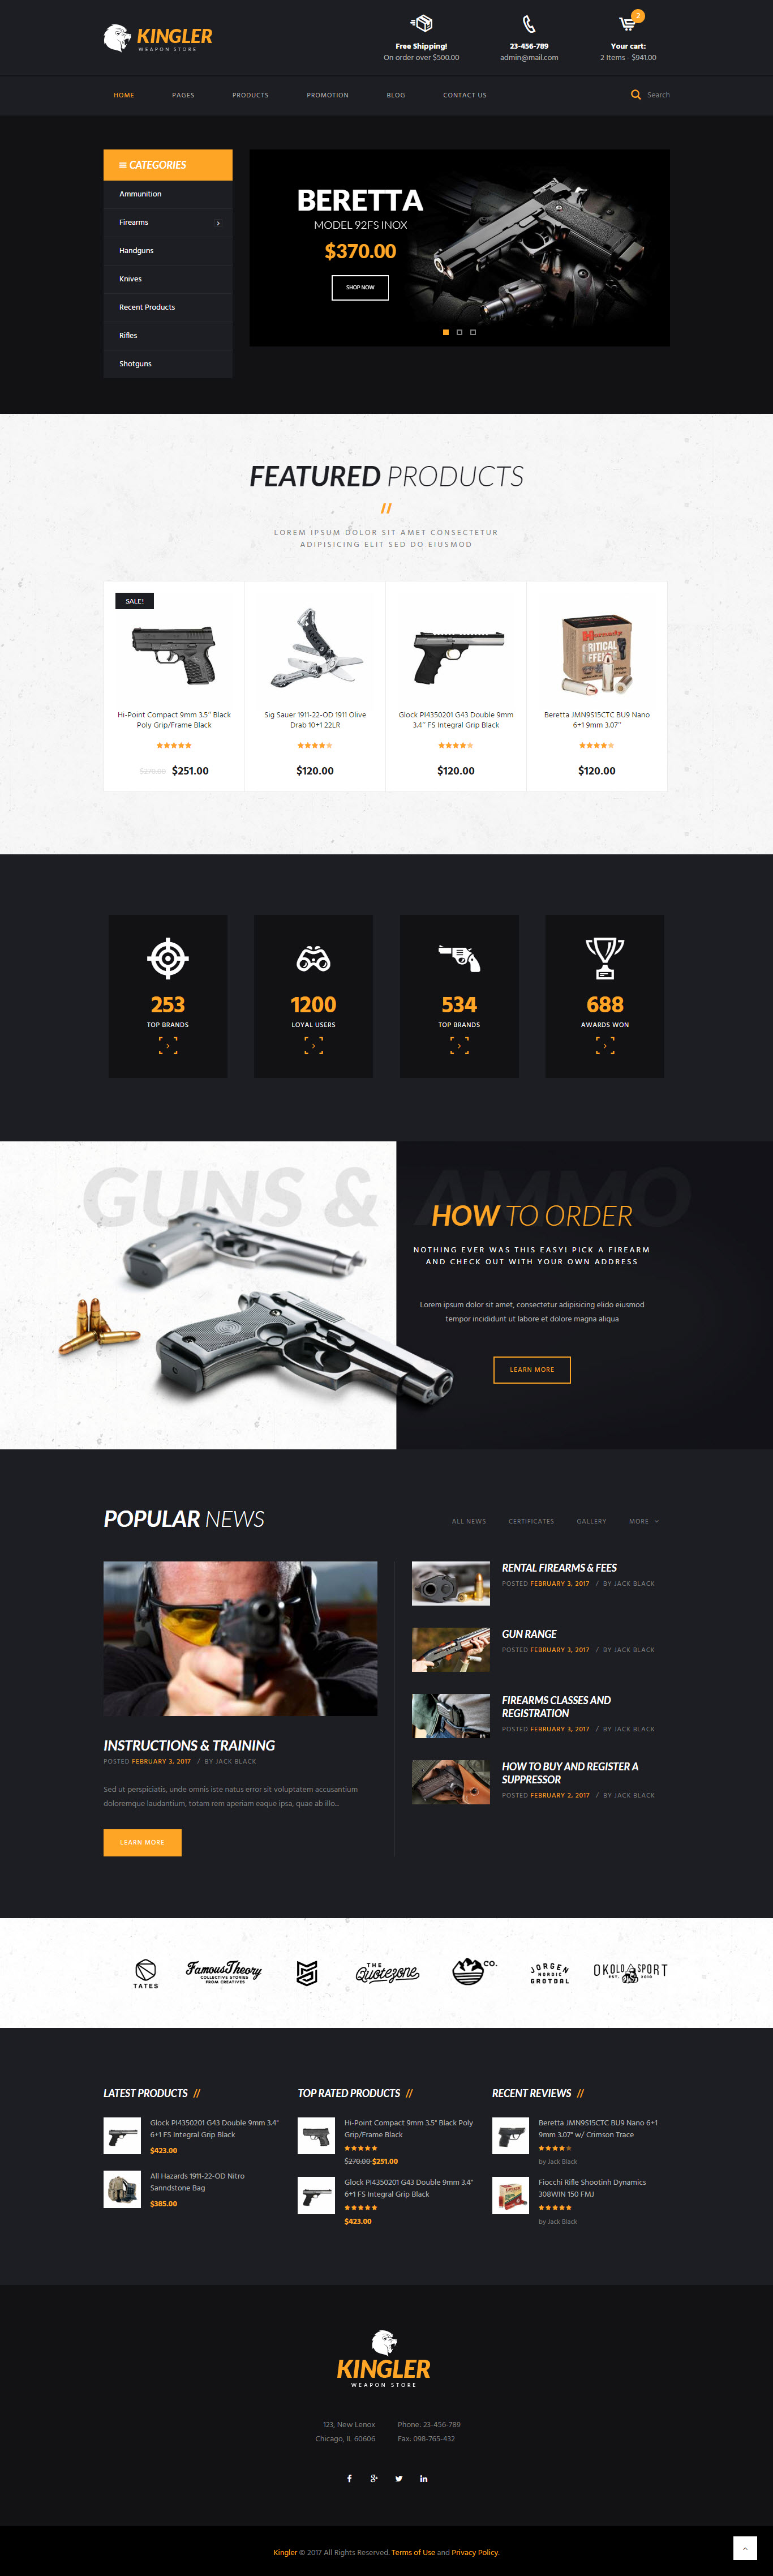 KINGLER
WEAPON STORE
Free Shipping!
On order over $500.00
23-456-789
admin@mail.com
2
Your cart:
2 Items - $941.00
HOME
PAGES
PRODUCTS
PROMOTION
BLOG
CONTACT US
Search
CATEGORIES
Ammunition
Firearms
Handguns
Knives
Recent Products
Rifles
Shotguns
BERETTA
MODEL 92FS INOX
$370.00
SHOP NOW
FEATURED PRODUCTS
//
LOREM IPSUM DOLOR SIT AMET CONSECTETUR
ADIPISICING ELIT SED DO EIUSMOD
SALE!
Hi-Point Compact 9mm 3.5" Black
Poly Grip/Frame Black
$270.00 $251.00
Sig Sauer 1911-22-OD 1911 Olive
Drab 10+1 22LR
$120.00
Glock PI4350201 G43 Double 9mm
3.4" FS Integral Grip Black
$120.00
Hornady
CRITICAL
Beretta JMN9S15CTC BU9 Nano
6+1 9mm 3.07"
$120.00
253
TOP BRANDS
1200
LOYAL USERS
534
TOP BRANDS
688
AWARDS WON
GUNS & AMMO
HOW TO ORDER
NOTHING EVER WAS THIS EASY! PICK A FIREARM
AND CHECK OUT WITH YOUR OWN ADDRESS
Lorem ipsum dolor sit amet, consectetur adipisicing elido eiusmod
tempor incididunt ut labore et dolore magna aliqua
LEARN MORE
POPULAR NEWS
ALL NEWS
CERTIFICATES
GALLERY
MORE
INSTRUCTIONS & TRAINING
POSTED FEBRUARY 3, 2017 / BY JACK BLACK
Sed ut perspiciatis, unde omnis iste natus error sit voluptatem accusantium
doloremque laudantium, totam rem aperiam eaque ipsa, quae ab illo...
LEARN MORE
RENTAL FIREARMS & FEES
POSTED FEBRUARY 3, 2017 / BY JACK BLACK
GUN RANGE
POSTED FEBRUARY 3, 2017 / BY JACK BLACK
FIREARMS CLASSES AND
REGISTRATION
POSTED FEBRUARY 3, 2017 / BY JACK BLACK
HOW TO BUY AND REGISTER A
SUPPRESSOR
POSTED FEBRUARY 2, 2017 / BY JACK BLACK
TATES
Famous Theory
COLLECTIVE STORIES
FROM CREATIVES
THE
Quotezone
CO.
JORGEN
NORDIC
GROTDAL
OKOLO SPORT
EST. 2010
LATEST PRODUCTS //
Glock PI4350201 G43 Double 9mm 3.4"
6+1 FS Integral Grip Black
$423.00
All Hazards 1911-22-OD Nitro
Sanndstone Bag
$385.00
TOP RATED PRODUCTS //
Hi-Point Compact 9mm 3.5" Black Poly
Grip/Frame Black
$270.00 $251.00
Glock PI4350201 G43 Double 9mm 3.4"
6+1 FS Integral Grip Black
$423.00
RECENT REVIEWS //
Beretta JMN9S15CTC BU9 Nano 6+1
9mm 3.07" w/ Crimson Trace
by Jack Black
Fiocchi Rifle Shootinh Dynamics
308WIN 150 FMJ
by Jack Black
KINGLER
WEAPON STORE
123, New Lenox
Chicago, IL 60606
Phone: 23-456-789
Fax: 098-765-432
Kingler © 2017 All Rights Reserved. Terms of Use and Privacy Policy.